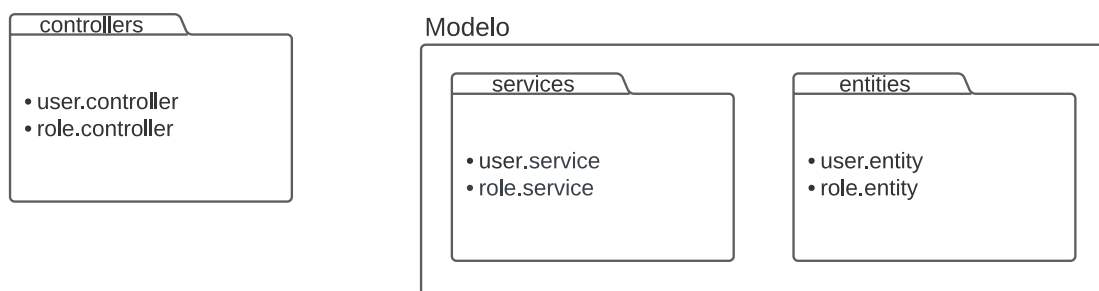 controllers
• user.controller
• role.controller
Modelo
services
• user.service
• role.service
entities
• user.entity
• role.entity